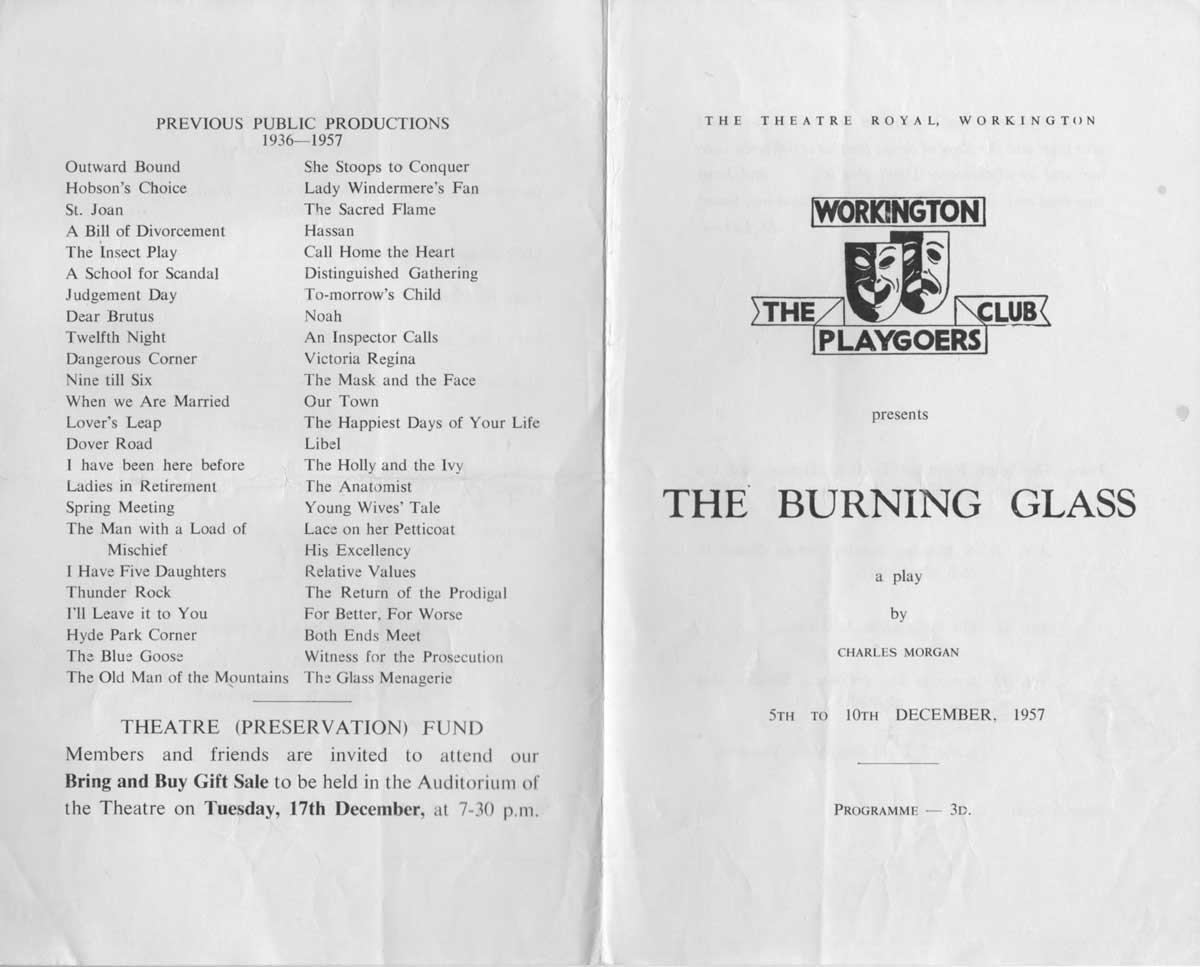 PREVIOUS PUBLIC PRODUCTIONS
1936—1957
Outward Bound
Hobson's Choice
St. Joan
A Bill of Divorcement
The Insect Play
A School for Scandal
Judgement Day
Dear Brutus
Twelfth Night
Dangerous Corner
Nine till Six
When we Are Married
Lover's Leap
Dover Road
I have been here before
Ladies in Retirement
Spring Meeting
The Man with a Load of
Mischief
I Have Five Daughters
Thunder Rock
I'll Leave it to You
Hyde Park Corner
The Blue Goose
The Old Man of the Mountains
She Stoops to Conquer
Lady Windermere's Fan
The Sacred Flame
Hassan
Call Home the Heart
Distinguished Gathering
To-morrow's Child
Noah
An Inspector Calls
Victoria Regina
The Mask and the Face
Our Town
The Happiest Days of Your Life
Libel
The Holly and the Ivy
The Anatomist
Young Wives' Tale
Lace on her Petticoat
His Excellency
Relative Values
The Return of the Prodigal
For Better, For Worse
Both Ends Meet
Witness for the Prosecution
The Glass Menagerie
THEATRE (PRESERVATION) FUND
Members and friends are invited to attend our
Bring and Buy Gift Sale to be held in the Auditorium of
the Theatre on Tuesday, 17th December, at 7-30 p.m.
THE THEATRE ROYAL, WORKINGTON
WORKINGTON
THE CLUB
PLAYGOERS
presents
THE BURNING GLASS
a play
by
CHARLES MORGAN
5TH TO 10TH DECEMBER, 1957
PROGRAMME — 3D.